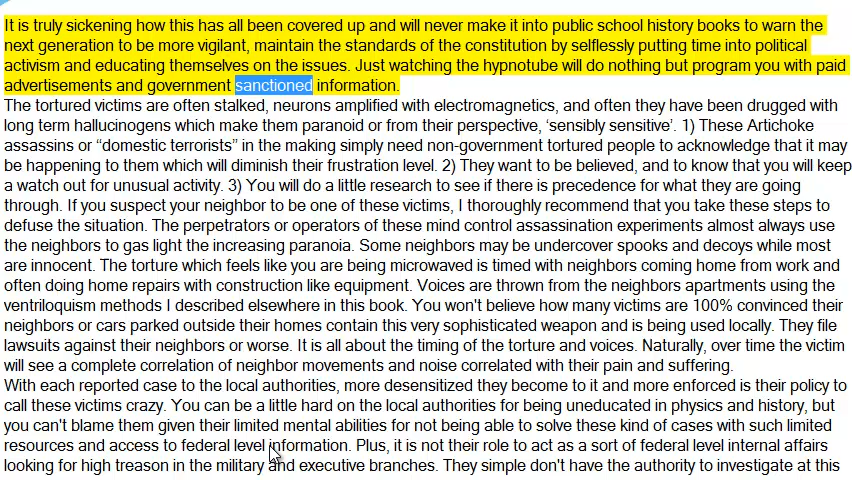 It is truly sickening how this has all been covered up and will never make it into public school history books to warn the
next generation to be more vigilant, maintain the standards of the constitution by selflessly putting time into political
activism and educating themselves on the issues. Just watching the hypnotube will do nothing but program you with paid
advertisements and government sanctioned information.
The tortured victims are often stalked, neurons amplified with electromagnetics, and often they have been drugged with
long term hallucinogens which make them paranoid or from their perspective, ‘sensibly sensitive’. 1) These Artichoke
assassins or “domestic terrorists” in the making simply need non-government tortured people to acknowledge that it may
be happening to them which will diminish their frustration level. 2) They want to be believed, and to know that you will keep
a watch out for unusual activity. 3) You will do a little research to see if there is precedence for what they are going
through. If you suspect your neighbor to be one of these victims, I thoroughly recommend that you take these steps to
defuse the situation. The perpetrators or operators of these mind control assassination experiments almost always use
the neighbors to gas light the increasing paranoia. Some neighbors may be undercover spooks and decoys while most
are innocent. The torture which feels like you are being microwaved is timed with neighbors coming home from work and
often doing home repairs with construction like equipment. Voices are thrown from the neighbors apartments using the
ventriloquism methods I described elsewhere in this book. You won't believe how many victims are 100% convinced their
neighbors or cars parked outside their homes contain this very sophisticated weapon and is being used locally. They file
lawsuits against their neighbors or worse. It is all about the timing of the torture and voices. Naturally, over time the victim
will see a complete correlation of neighbor movements and noise correlated with their pain and suffering.
With each reported case to the local authorities, more desensitized they become to it and more enforced is their policy to
call these victims crazy. You can be a little hard on the local authorities for being uneducated in physics and history, but
you can't blame them given their limited mental abilities for not being able to solve these kind of cases with such limited
resources and access to federal level information. Plus, it is not their role to act as a sort of federal level internal affairs
looking for high treason in the military and executive branches. They simple don't have the authority to investigate at this